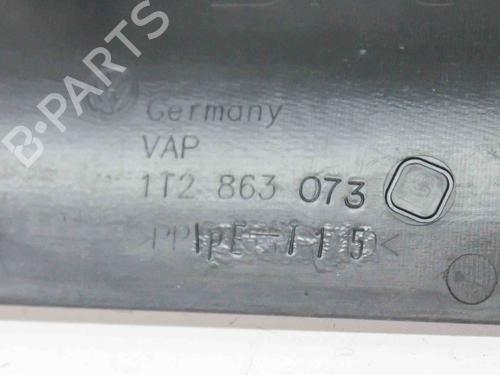 B-PARTS
Germany
VAP
1T2 863 073